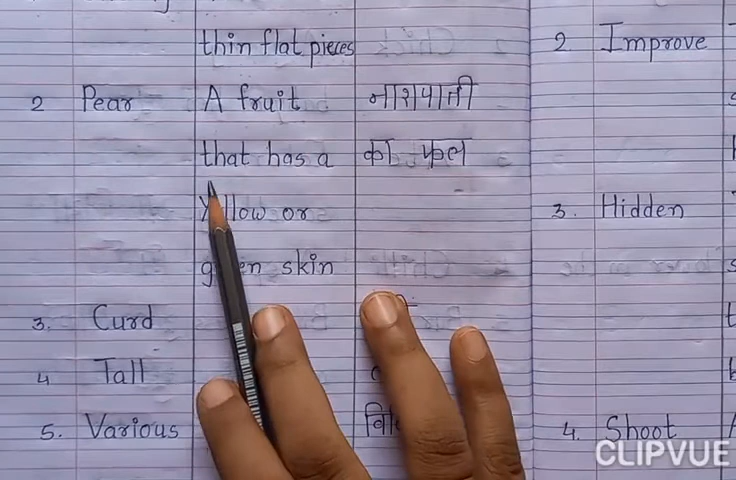 thin flat pieces
2 Pear A fruit नाशपाती
that has a का फल
Yellow or
green skin
3. Curd
4 Tall
5. Various
2 Improve
3. Hidden
4. Shoot
CLIPVUE